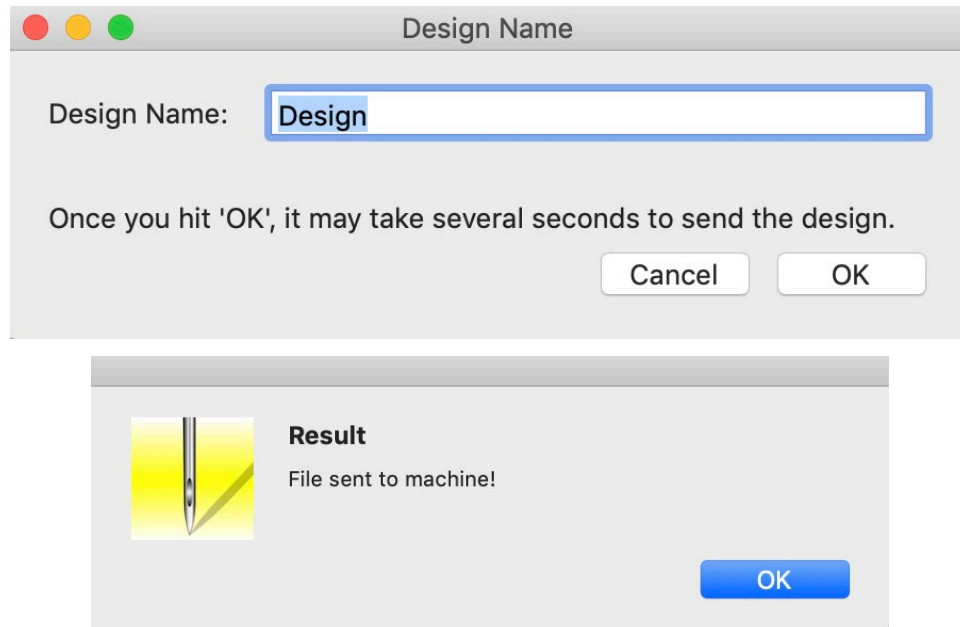 Design Name
Design Name: Design
Once you hit 'OK', it may take several seconds to send the design.
Cancel OK
Result
File sent to machine!
OK